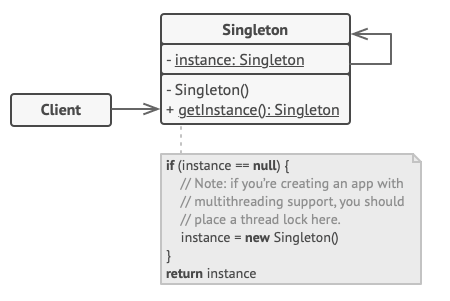 Singleton
- instance: Singleton
- Singleton()
+ getInstance(): Singleton
Client
if (instance == null) {
// Note: if you're creating an app with
// multithreading support, you should
// place a thread lock here.
instance = new Singleton()
}
return instance